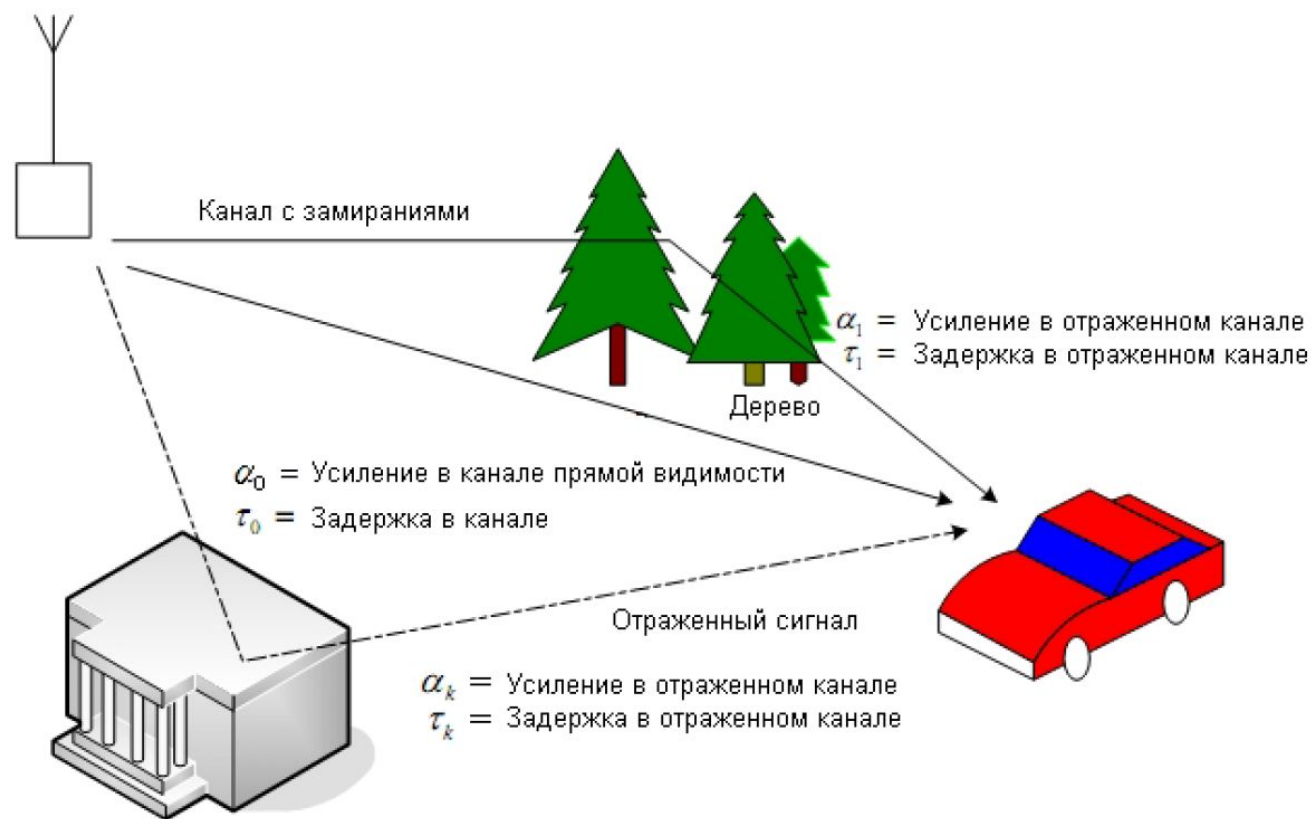 Канал с замираниями
α₁ = Усиление в отраженном канале
τ₁ = Задержка в отраженном канале
Дерево
α₀ = Усиление в канале прямой видимости
τ₀ = Задержка в канале
Отраженный сигнал
αₖ = Усиление в отраженном канале
τₖ = Задержка в отраженном канале